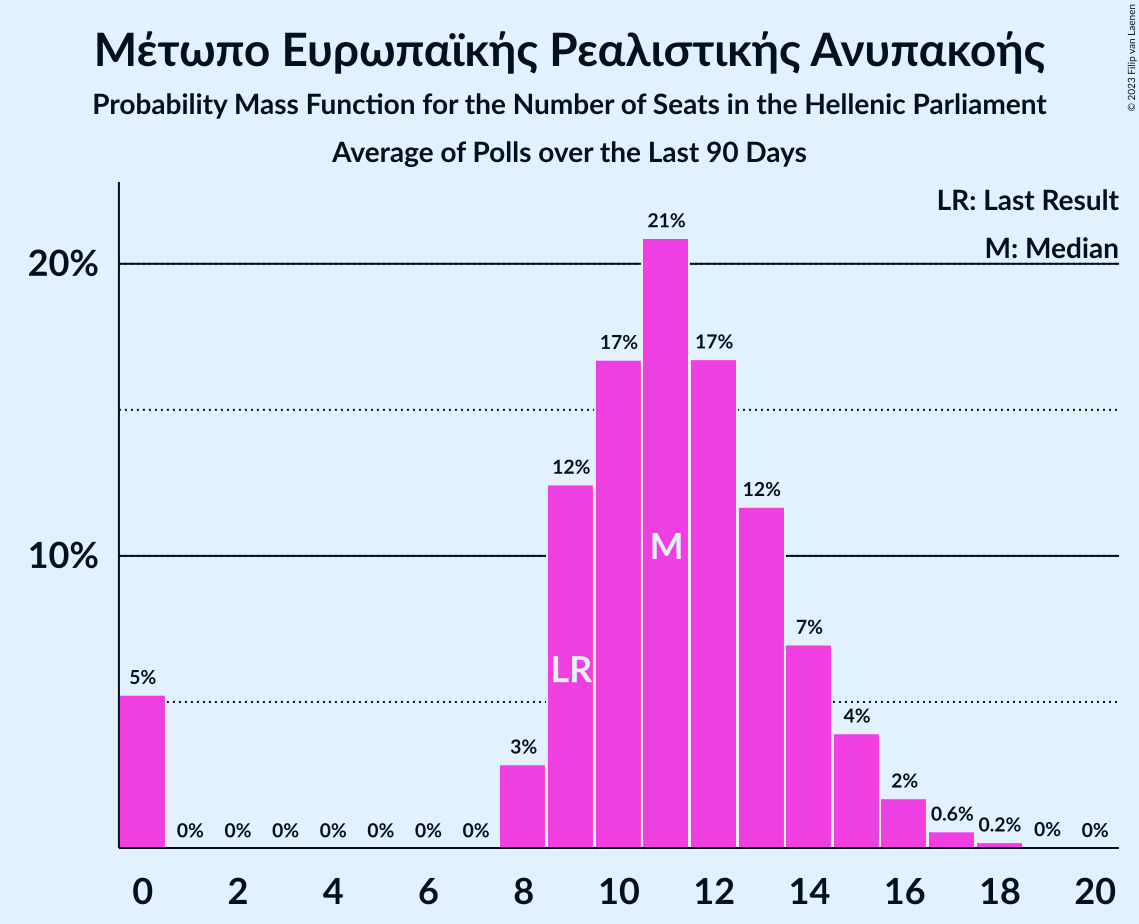 Μέτωπο Ευρωπαϊκής Ρεαλιστικής Ανυπακοής
Probability Mass Function for the Number of Seats in the Hellenic Parliament
Average of Polls over the Last 90 Days
© 2023 Filip van Laenen
LR: Last Result
M: Median
20%
10%
5%
0%
0%
0%
0%
0%
0%
0%
3%
12%
17%
21%
17%
12%
7%
4%
2%
0.6%
0.2%
0%
0%
LR
M
0 2 4 6 8 10 12 14 16 18 20